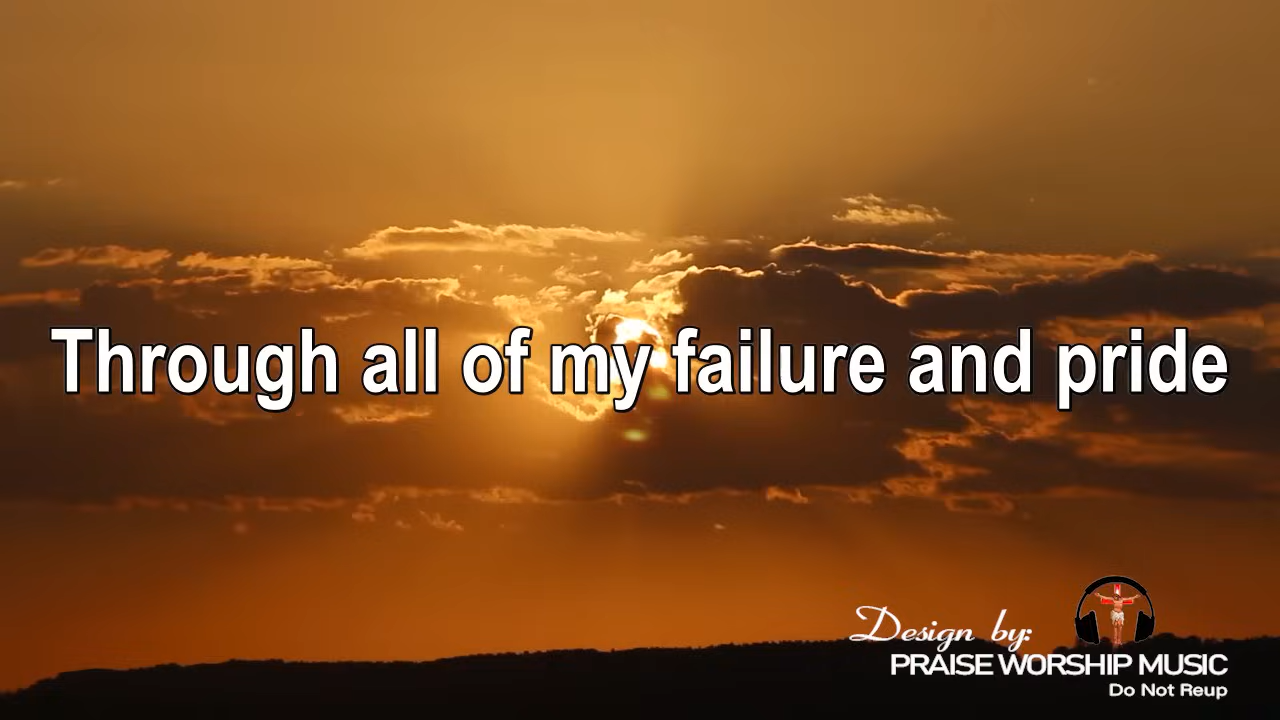 Through all of my failure and pride
Design by:
PRAISE WORSHIP MUSIC
Do Not Reup